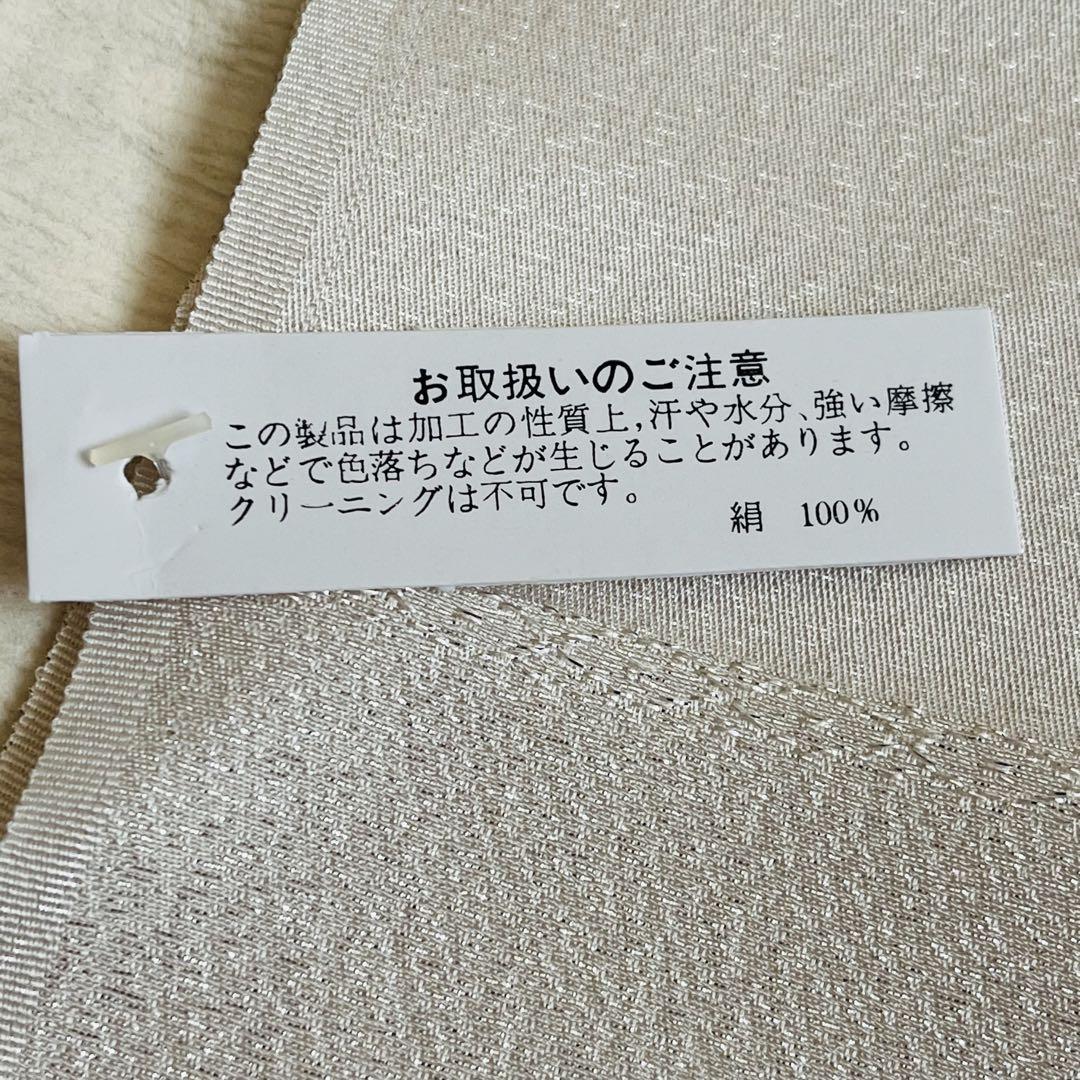 お取扱いのご注意
この製品は加工の性質上,汗や水分、強い摩擦
などで色落ちなどが生じることがあります。
クリーニングは不可です。
絹 100%